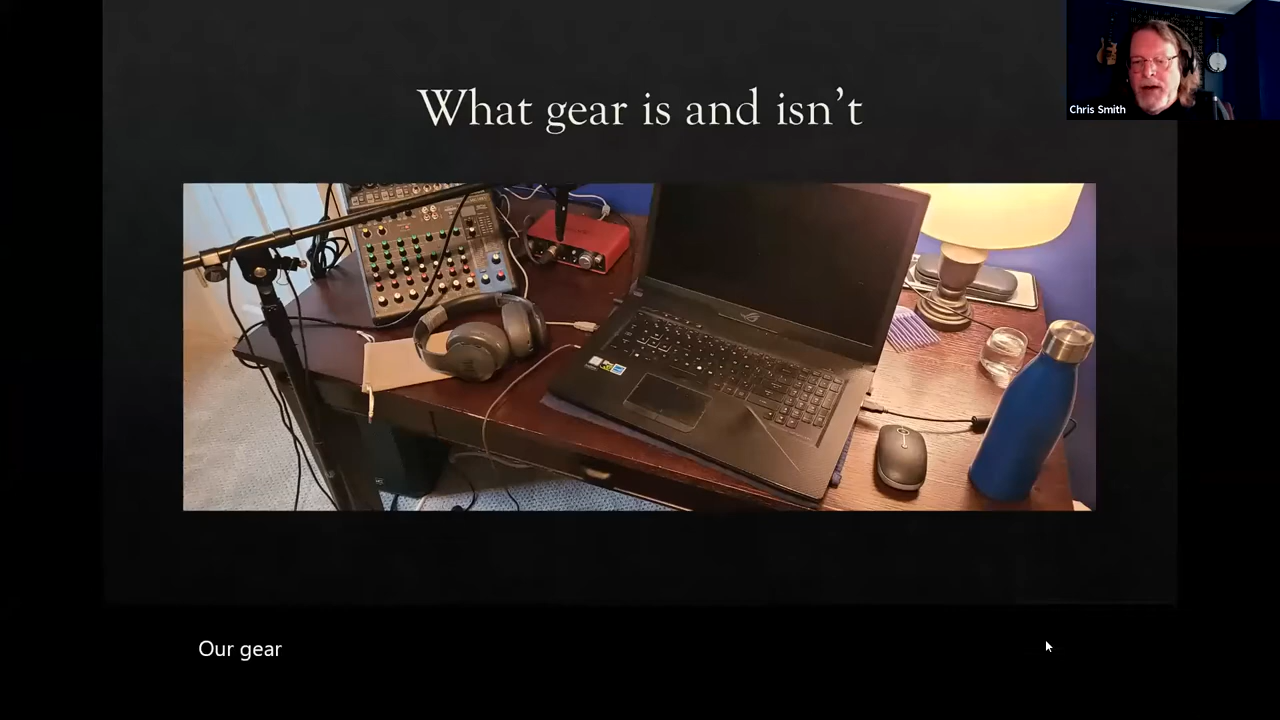 What gear is and isn’t
Chris Smith
Our gear